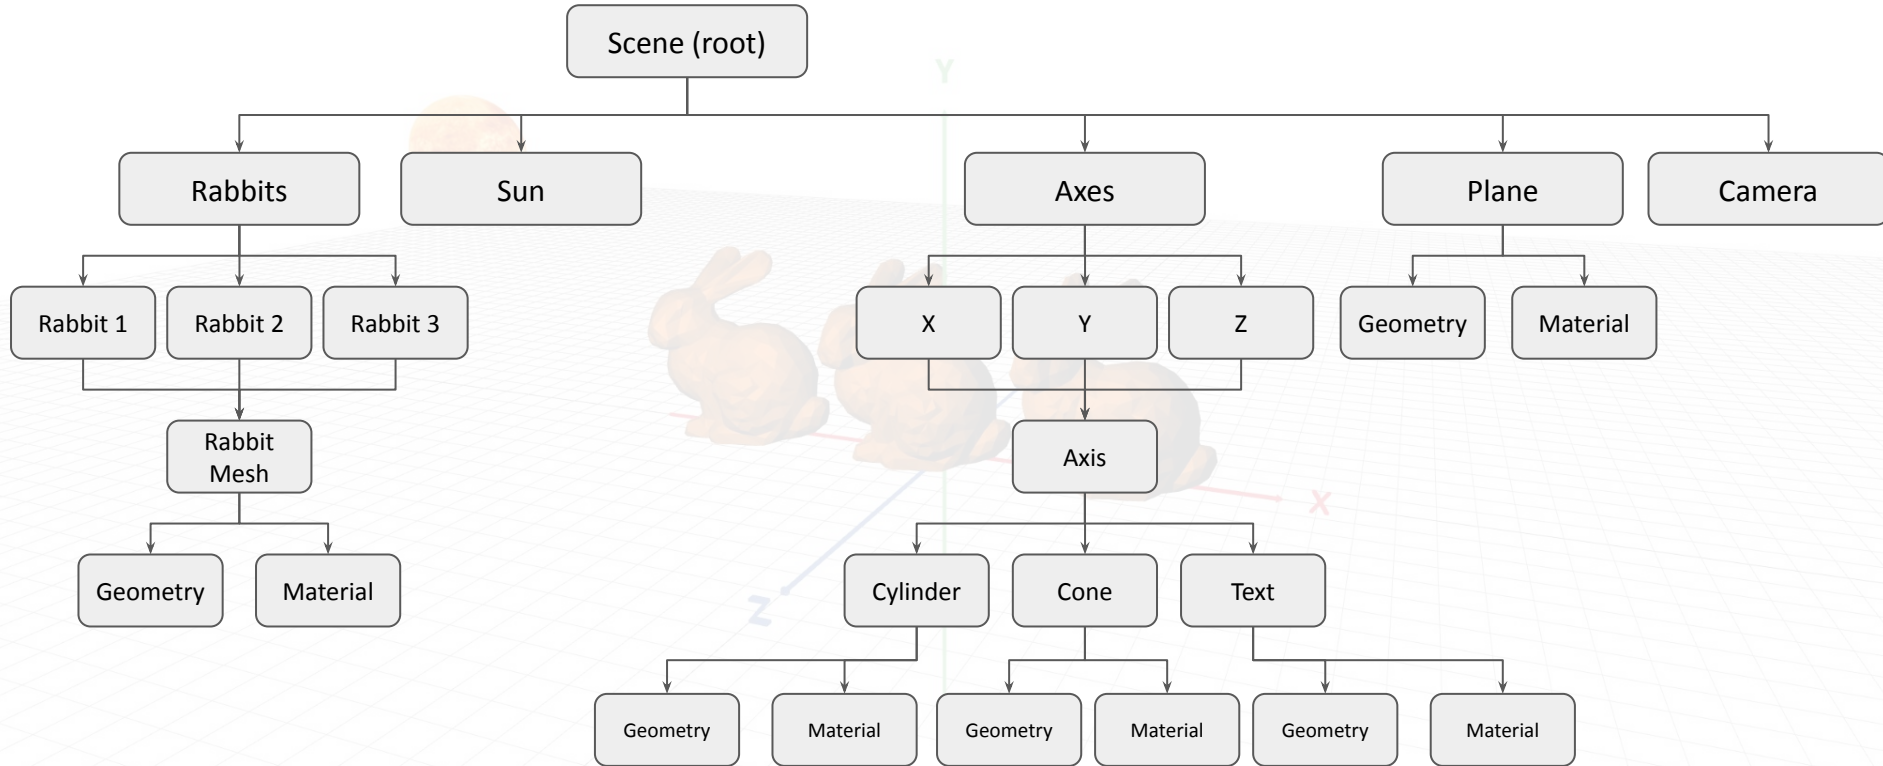 Scene (root)
Y
Rabbits
Sun
Axes
Plane
Camera
Rabbit 1
Rabbit 2
Rabbit 3
X
Y
Z
Geometry
Material
Rabbit
Mesh
Axis
X
Geometry
Material
Cylinder
Cone
Text
Z
Geometry
Material
Geometry
Material
Geometry
Material